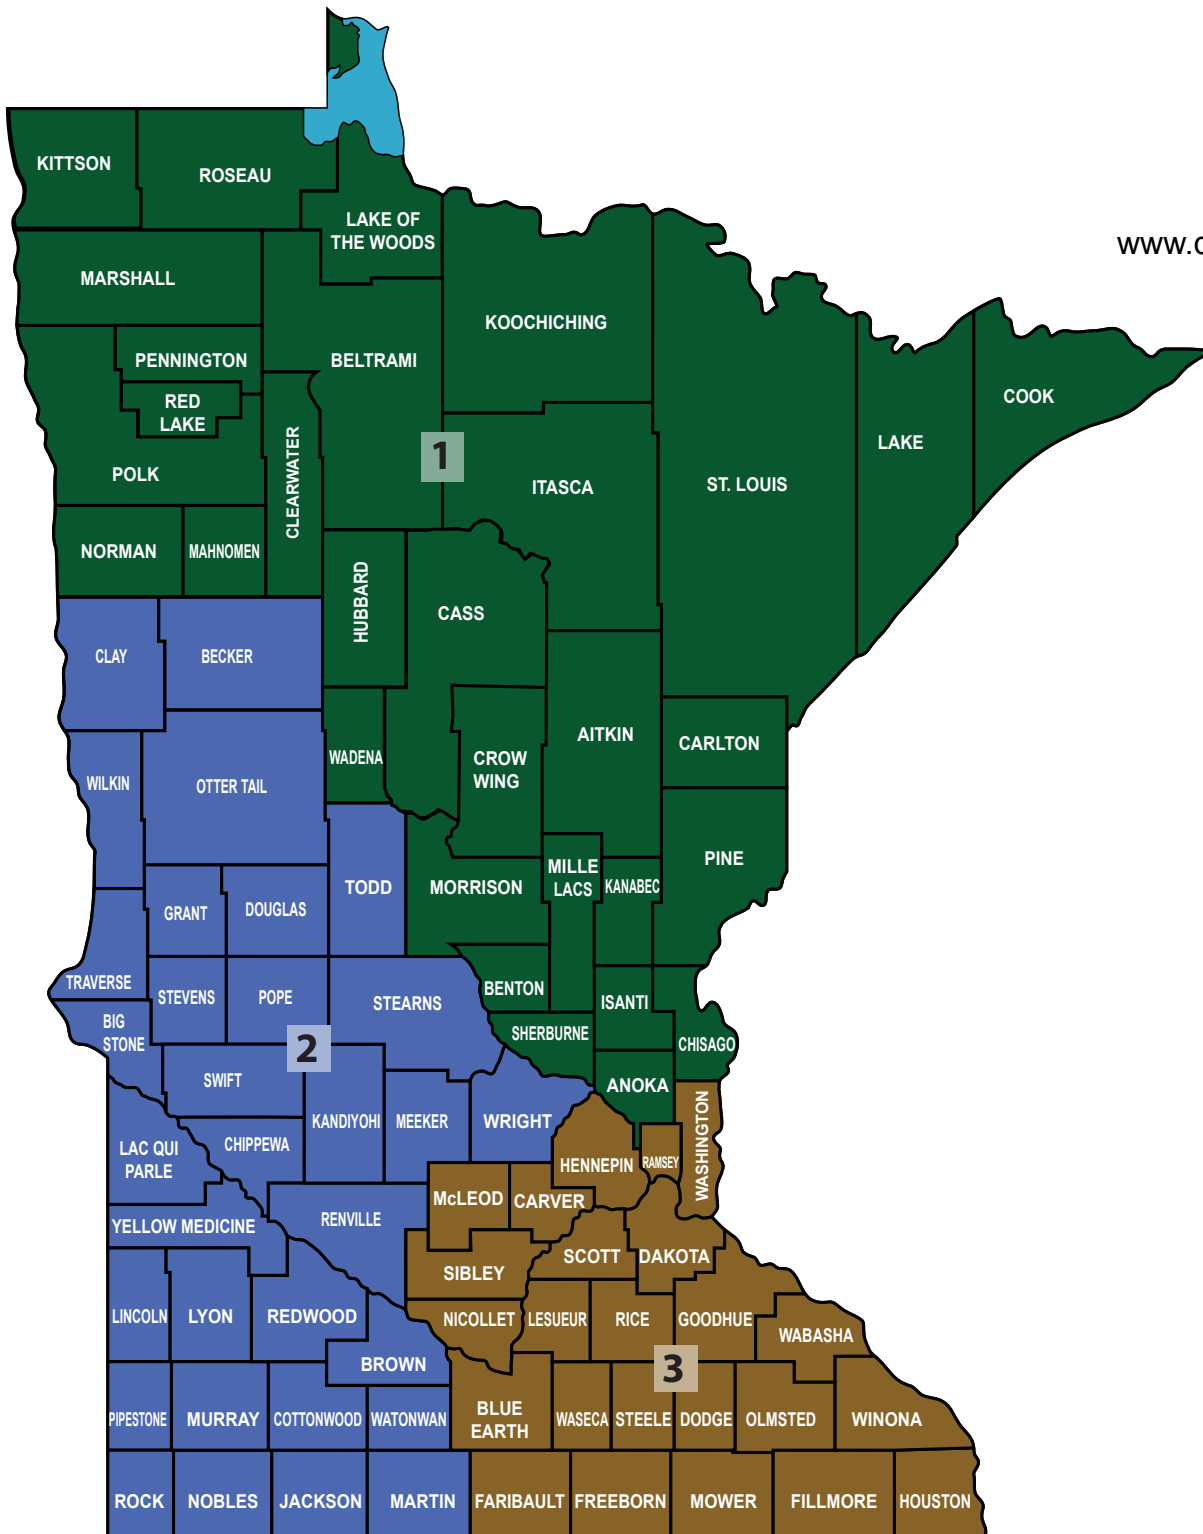 KITTSON
ROSEAU
LAKE OF
THE WOODS
www.c
MARSHALL
KOOCHICHING
PENNINGTON
BELTRAMI
RED
LAKE
COOK
LAKE
CLEARWATER
1
POLK
ITASCA
ST. LOUIS
NORMAN
MAHNOMEN
HUBBARD
CASS
CLAY
BECKER
AITKIN
CARLTON
WADENA
CROW
WING
WILKIN
OTTER TAIL
PINE
MILLE
LACS
KANABEC
TODD
MORRISON
GRANT
DOUGLAS
TRAVERSE
STEVENS
POPE
STEARNS
BENTON
ISANTI
BIG
STONE
SHERBURNE
CHISAGO
2
SWIFT
ANOKA
KANDIYOHI
MEEKER
WRIGHT
WASHINGTON
LAC QUI
PARLE
CHIPPEWA
HENNEPIN
RAMSEY
McLEOD
CARVER
YELLOW MEDICINE
RENVILLE
SCOTT
DAKOTA
SIBLEY
LINCOLN
LYON
REDWOOD
NICOLLET
LESUEUR
RICE
GOODHUE
WABASHA
BROWN
3
PIPESTONE
MURRAY
COTTONWOOD
WATONWAN
BLUE
EARTH
WASECA
STEELE
DODGE
OLMSTED
WINONA
ROCK
NOBLES
JACKSON
MARTIN
FARIBAULT
FREEBORN
MOWER
FILLMORE
HOUSTON